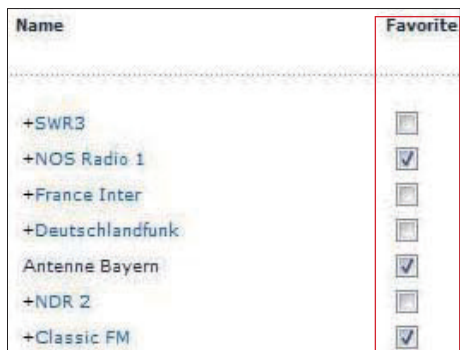 Name Favorite
+SWR3
+NOS Radio 1
+France Inter
+Deutschlandfunk
Antenne Bayern
+NDR 2
+Classic FM